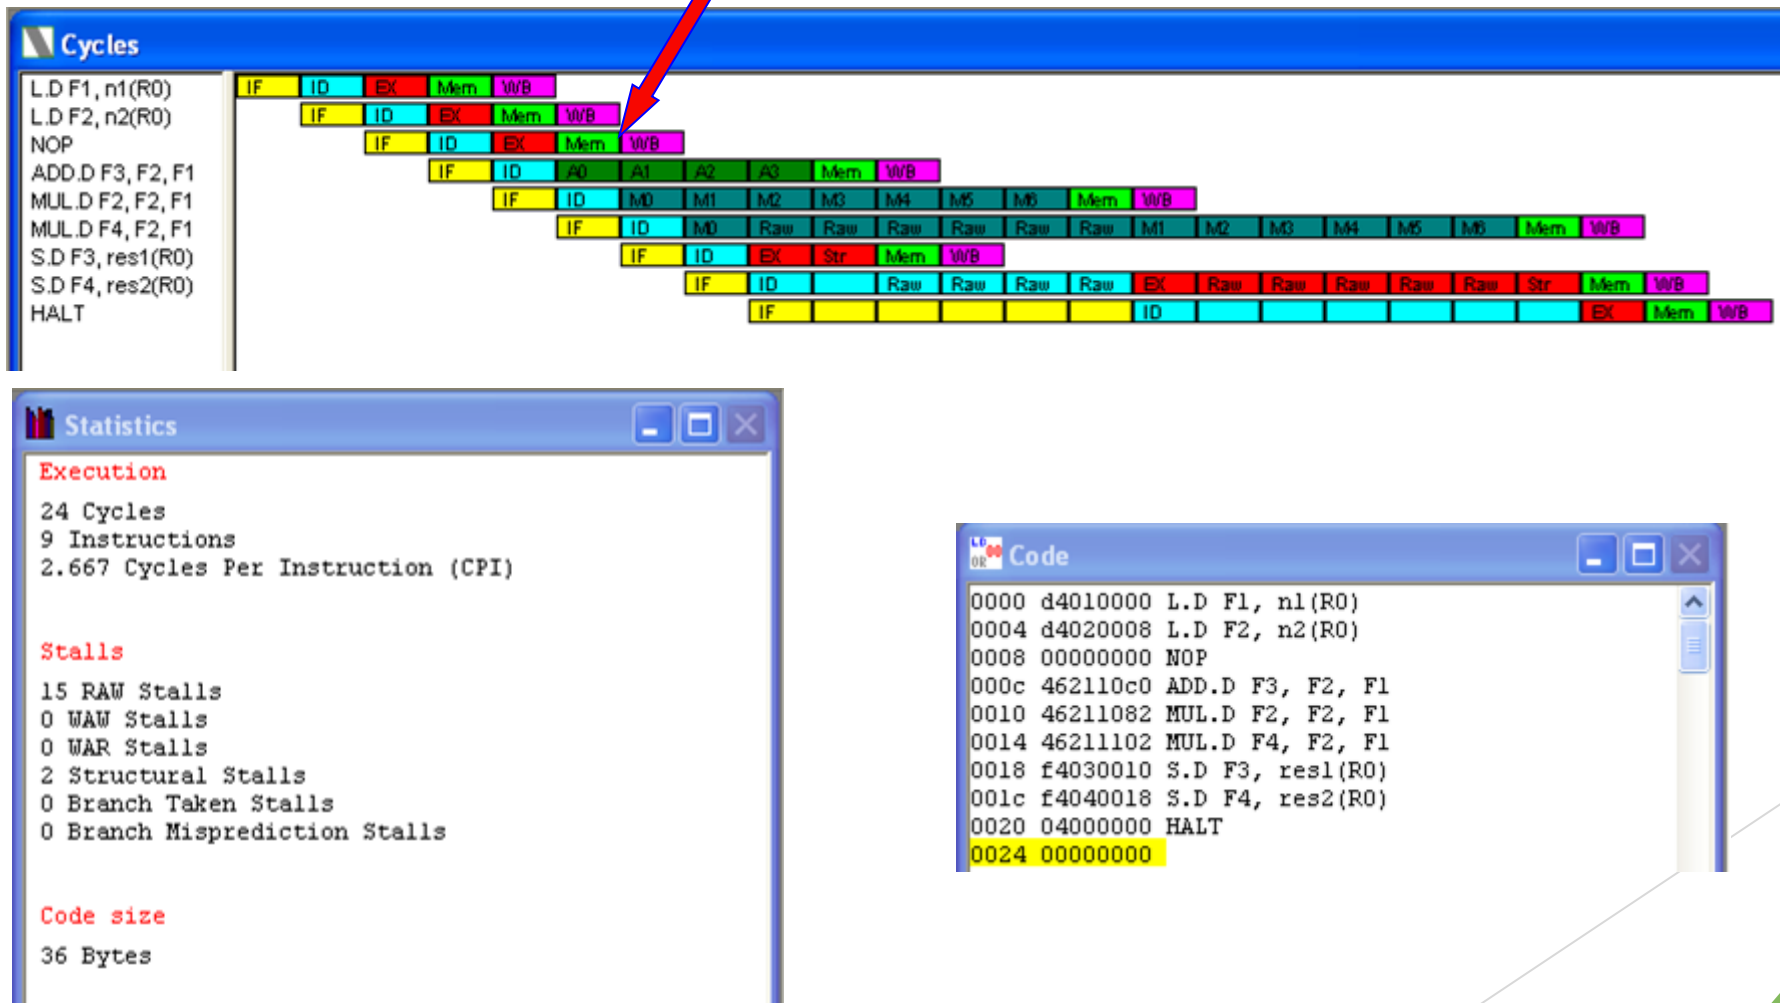 Cycles
L.D F1, n1(R0) IF ID EX Mem WB
L.D F2, n2(R0) IF ID EX Mem WB
NOP IF ID EX Mem WB
ADD.D F3, F2, F1 IF ID A0 A1 A2 A3 Mem WB
MUL.D F2, F2, F1 IF ID M0 M1 M2 M3 M4 M5 M6 Mem WB
MUL.D F4, F2, F1 IF ID M0 Raw Raw Raw Raw Raw Raw M1 M2 M3 M4 M5 M6 Mem WB
S.D F3, res1(R0) IF ID EX Str Mem WB
S.D F4, res2(R0) IF ID Raw Raw Raw Raw EX Raw Raw Raw Raw Raw Str Mem WB
HALT IF ID EX Mem WB
Statistics
Execution
24 Cycles
9 Instructions
2.667 Cycles Per Instruction (CPI)
Stalls
15 RAW Stalls
0 WAW Stalls
0 WAR Stalls
2 Structural Stalls
0 Branch Taken Stalls
0 Branch Misprediction Stalls
Code size
36 Bytes
LD 00
OR
Code
0000 d4010000 L.D F1, n1(R0)
0004 d4020008 L.D F2, n2(R0)
0008 00000000 NOP
000c 462110c0 ADD.D F3, F2, F1
0010 46211082 MUL.D F2, F2, F1
0014 46211102 MUL.D F4, F2, F1
0018 f4030010 S.D F3, res1(R0)
001c f4040018 S.D F4, res2(R0)
0020 04000000 HALT
0024 00000000